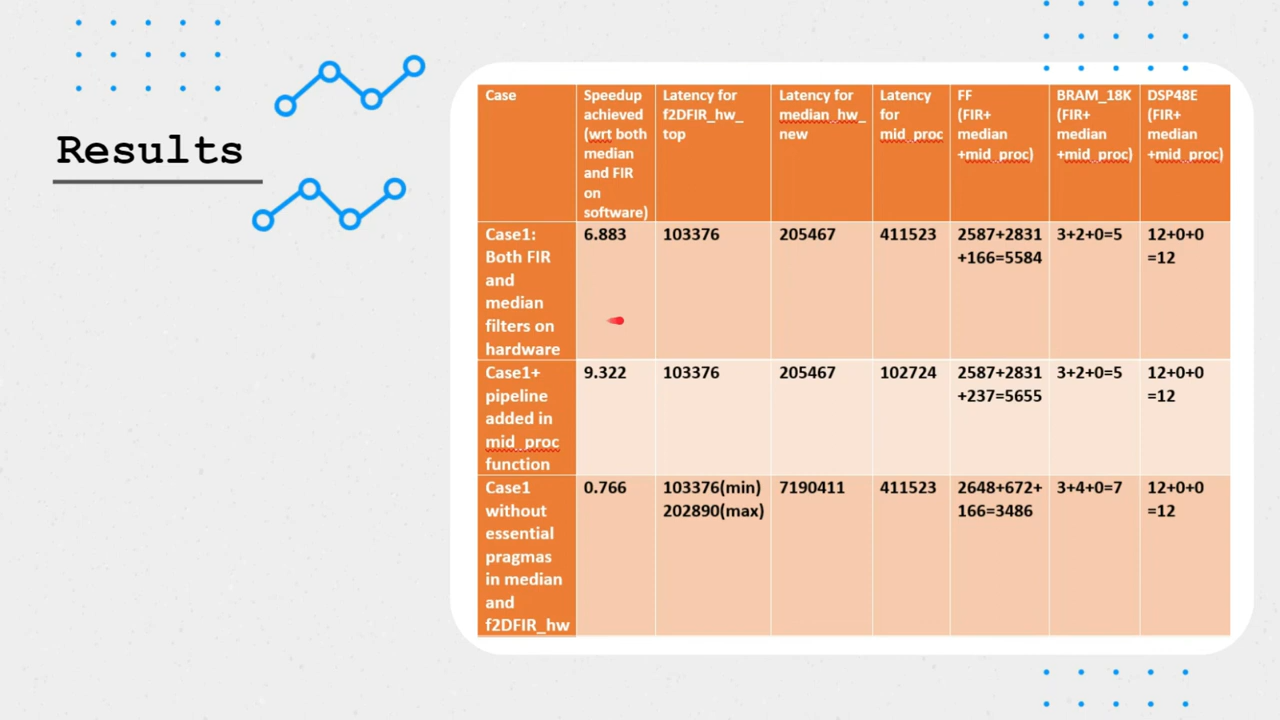 Results
Case
Speedup
achieved
(wrt both
median
and FIR
on
software)
Latency for
f2DFIR_hw_
top
Latency for
median_hw_
new
Latency
for
mid_proc
FF
(FIR+
median
+mid_proc)
BRAM_18K
(FIR+
median
+mid_proc)
DSP48E
(FIR+
median
+mid_proc)
Case1:
Both FIR
and
median
filters on
hardware
6.883
103376
205467
411523
2587+2831
+166=5584
3+2+0=5
12+0+0
=12
Case1+
pipeline
added in
mid_proc
function
9.322
103376
205467
102724
2587+2831
+237=5655
3+2+0=5
12+0+0
=12
Case1
without
essential
pragmas
in median
and
f2DFIR_hw
0.766
103376(min)
202890(max)
7190411
411523
2648+672+
166=3486
3+4+0=7
12+0+0
=12